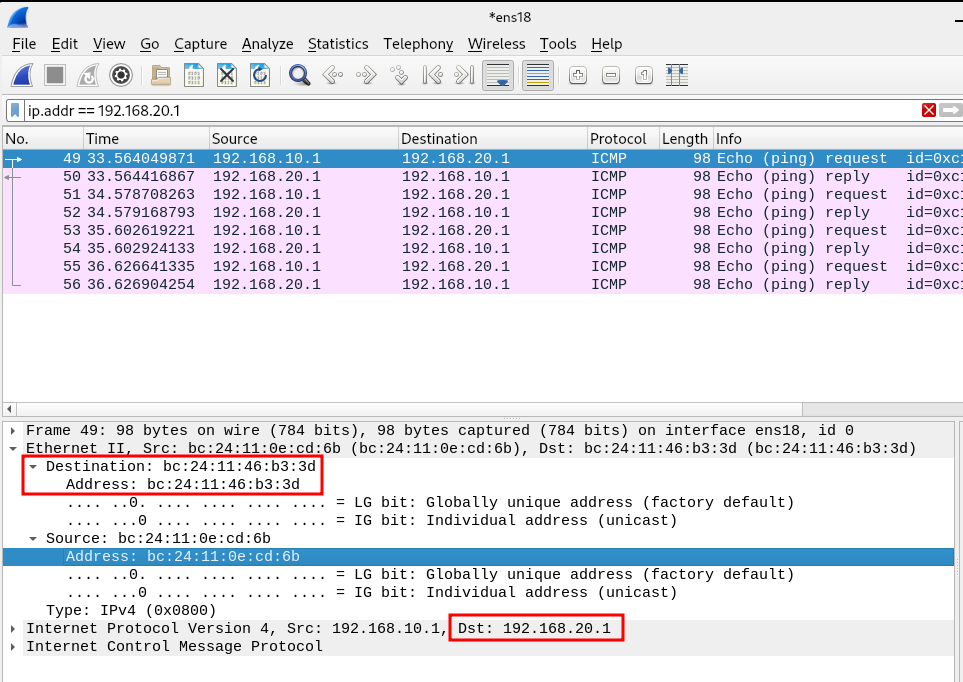 *ens18
File Edit View Go Capture Analyze Statistics Telephony Wireless Tools Help
ip.addr == 192.168.20.1
No. Time Source Destination Protocol Length Info
49 33.564049871 192.168.10.1 192.168.20.1 ICMP 98 Echo (ping) request id=0xc
50 33.564416867 192.168.20.1 192.168.10.1 ICMP 98 Echo (ping) reply id=0xc
51 34.578708263 192.168.10.1 192.168.20.1 ICMP 98 Echo (ping) request id=0xc
52 34.579168793 192.168.20.1 192.168.10.1 ICMP 98 Echo (ping) reply id=0xc
53 35.602619221 192.168.10.1 192.168.20.1 ICMP 98 Echo (ping) request id=0xc
54 35.602924133 192.168.20.1 192.168.10.1 ICMP 98 Echo (ping) reply id=0xc
55 36.626641335 192.168.10.1 192.168.20.1 ICMP 98 Echo (ping) request id=0xc
56 36.626904254 192.168.20.1 192.168.10.1 ICMP 98 Echo (ping) reply id=0xc
Frame 49: 98 bytes on wire (784 bits), 98 bytes captured (784 bits) on interface ens18, id 0
Ethernet II, Src: bc:24:11:0e:cd:6b (bc:24:11:0e:cd:6b), Dst: bc:24:11:46:b3:3d (bc:24:11:46:b3:3d)
Destination: bc:24:11:46:b3:3d
Address: bc:24:11:46:b3:3d
.... ..0. .... .... .... .... = LG bit: Globally unique address (factory default)
.... ...0 .... .... .... .... = IG bit: Individual address (unicast)
Source: bc:24:11:0e:cd:6b
Address: bc:24:11:0e:cd:6b
.... ..0. .... .... .... .... = LG bit: Globally unique address (factory default)
.... ...0 .... .... .... .... = IG bit: Individual address (unicast)
Type: IPv4 (0x0800)
Internet Protocol Version 4, Src: 192.168.10.1, Dst: 192.168.20.1
Internet Control Message Protocol